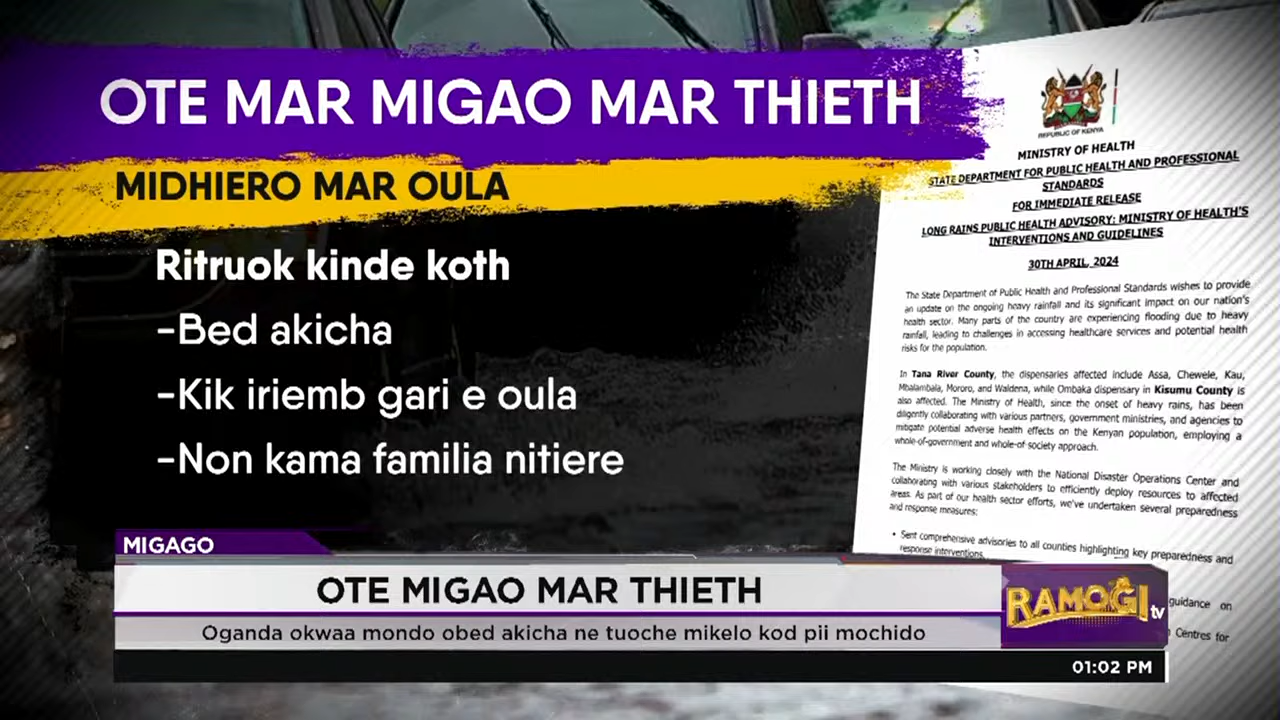 OTE MAR MIGAO MAR THIETH
MIDHIERO MAR OULA
Ritruok kinde koth
-Bed akicha
-Kik iriemb gari e oula
-Non kama familia nitiere
REPUBLIC OF KENYA
MINISTRY OF HEALTH
STATE DEPARTMENT FOR PUBLIC HEALTH AND PROFESSIONAL
STANDARDS
FOR IMMEDIATE RELEASE
LONG RAINS PUBLIC HEALTH ADVISORY: MINISTRY OF HEALTH'S
INTERVENTIONS AND GUIDELINES
30TH APRIL, 2024
The State Department of Public Health and Professional Standards wishes to provide
an update on the ongoing heavy rainfall and its significant impact on our nation's
health sector. Many parts of the country are experiencing flooding due to heavy
rainfall, leading to challenges in accessing healthcare services and potential health
risks for the population.
In Tana River County, the dispensaries affected include Assa, Chewele, Kau,
Mbalambala, Mororo, and Waldena, while Ombaka dispensary in Kisumu County is
also affected. The Ministry of Health, since the onset of heavy rains, has been
diligently collaborating with various partners, government ministries, and agencies to
mitigate potential adverse health effects on the Kenyan population, employing a
whole-of-government and whole-of-society approach.
The Ministry is working closely with the National Disaster Operations Center and
collaborating with various stakeholders to efficiently deploy resources to affected
areas. As part of our health sector efforts, we've undertaken several preparedness
and response measures:
• Sent comprehensive advisories to all counties highlighting key preparedness and
response interventions.
guidance on
Centres for
MIGAGO
OTE MIGAO MAR THIETH
Oganda okwaa mondo obed akicha ne tuoche mikelo kod pii mochido
RAMOGI tv
01:02 PM